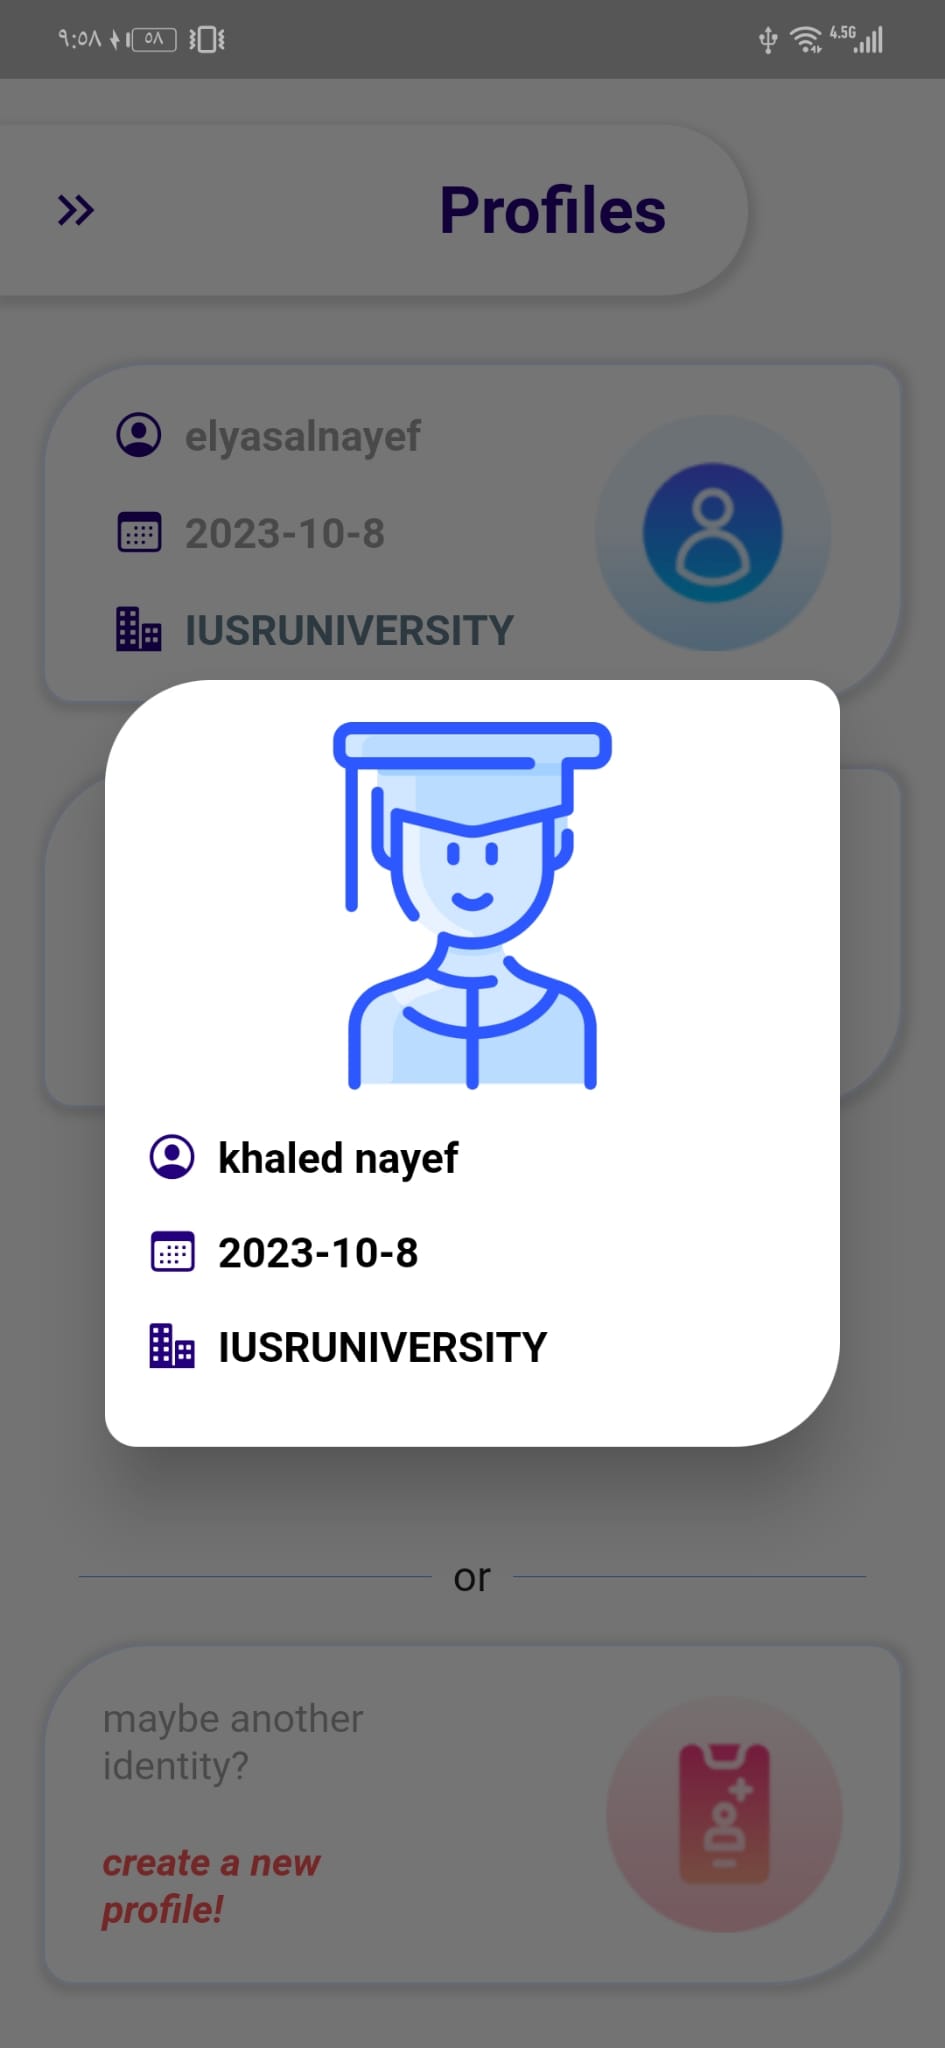 ٩:٥٨ ٥٨ 4.5G
Profiles
elyasalnayef
2023-10-8
IUSRUNIVERSITY
khaled nayef
2023-10-8
IUSRUNIVERSITY
or
maybe another
identity?
create a new
profile!